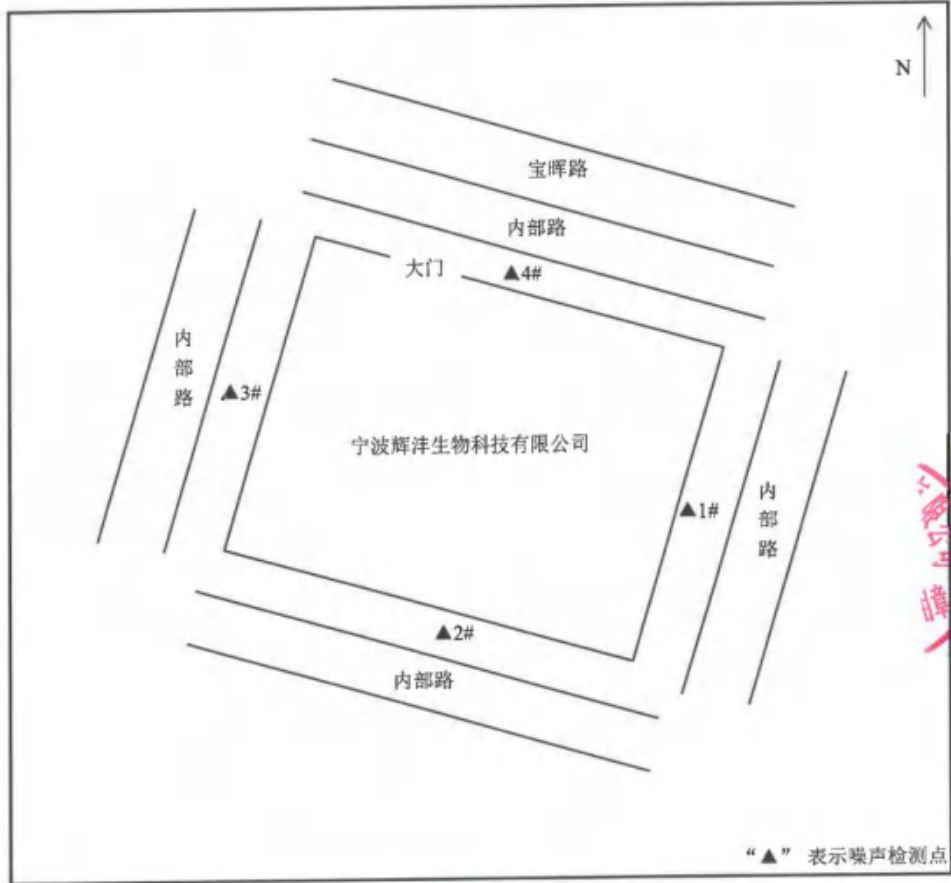 N
宝晖路
内部路
大门
▲4#
内部路
▲3#
宁波辉沣生物科技有限公司
▲1#
内部路
▲2#
内部路
“▲” 表示噪声检测点